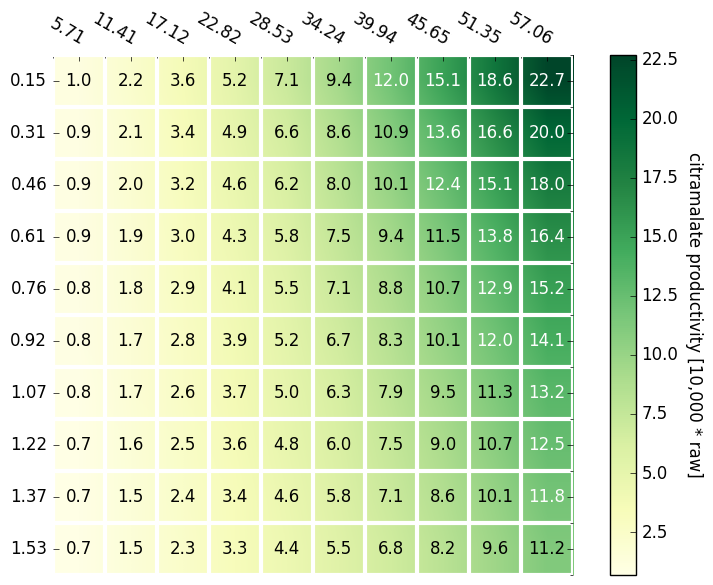 5.71 11.41 17.12 22.82 28.53 34.24 39.94 45.65 51.35 57.06
0.15 1.0 2.2 3.6 5.2 7.1 9.4 12.0 15.1 18.6 22.7
0.31 0.9 2.1 3.4 4.9 6.6 8.6 10.9 13.6 16.6 20.0
0.46 0.9 2.0 3.2 4.6 6.2 8.0 10.1 12.4 15.1 18.0
0.61 0.9 1.9 3.0 4.3 5.8 7.5 9.4 11.5 13.8 16.4
0.76 0.8 1.8 2.9 4.1 5.5 7.1 8.8 10.7 12.9 15.2
0.92 0.8 1.7 2.8 3.9 5.2 6.7 8.3 10.1 12.0 14.1
1.07 0.8 1.7 2.6 3.7 5.0 6.3 7.9 9.5 11.3 13.2
1.22 0.7 1.6 2.5 3.6 4.8 6.0 7.5 9.0 10.7 12.5
1.37 0.7 1.5 2.4 3.4 4.6 5.8 7.1 8.6 10.1 11.8
1.53 0.7 1.5 2.3 3.3 4.4 5.5 6.8 8.2 9.6 11.2
22.5
20.0
17.5
15.0
12.5
10.0
7.5
5.0
2.5
citramalate productivity [10,000 * raw]